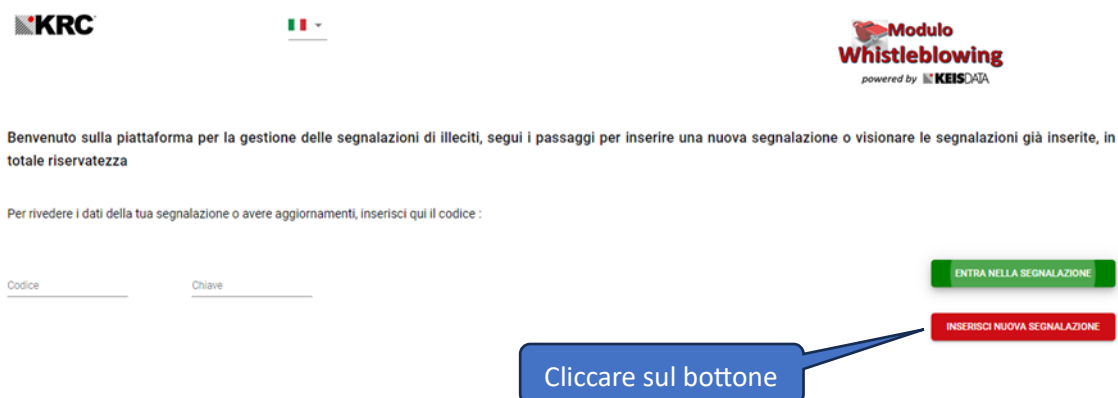 KRC
Modulo
Whistleblowing
powered by KEISDATA
Benvenuto sulla piattaforma per la gestione delle segnalazioni di illeciti, segui i passaggi per inserire una nuova segnalazione o visionare le segnalazioni già inserite, in
totale riservatezza
Per rivedere i dati della tua segnalazione o avere aggiornamenti, inserisci qui il codice :
Codice
Chiave
ENTRA NELLA SEGNALAZIONE
INSERISCI NUOVA SEGNALAZIONE
Cliccare sul bottone